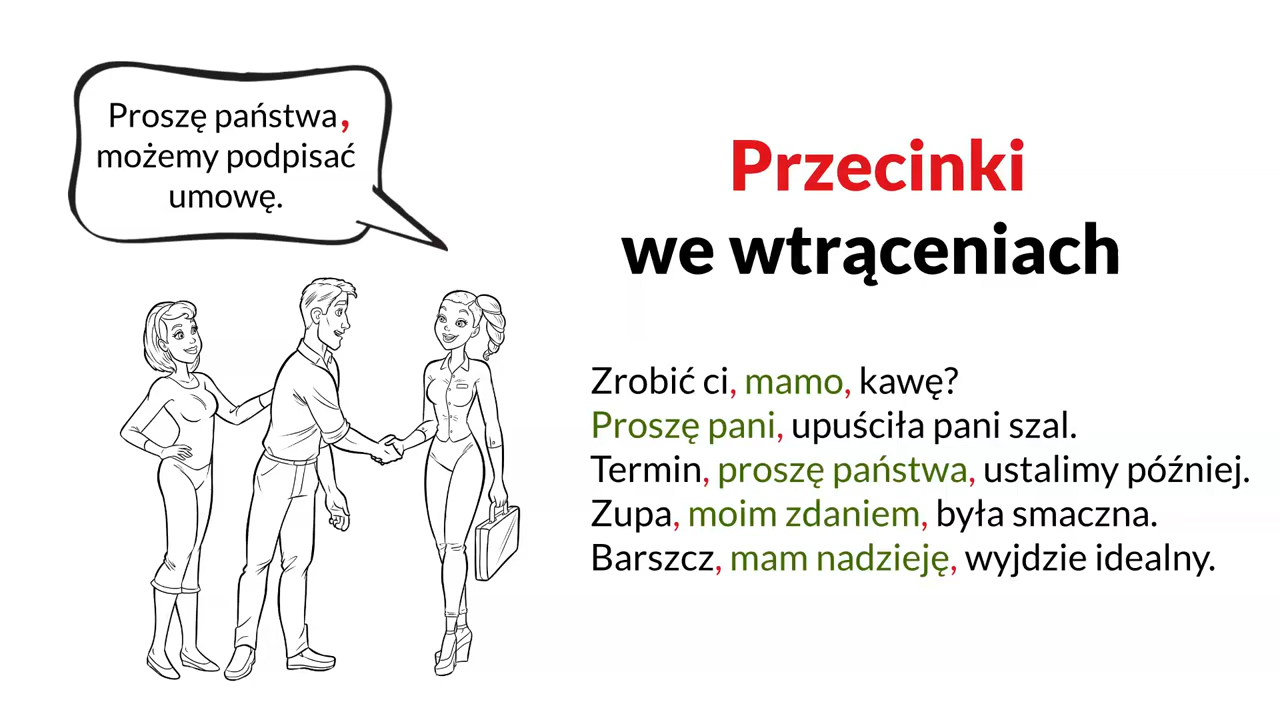 Proszę państwa,
możemy podpisać
umowę.
Przecinki
we wtrąceniach
Zrobić ci, mamo, kawę?
Proszę pani, upuściła pani szal.
Termin, proszę państwa, ustalimy później.
Zupa, moim zdaniem, była smaczna.
Barszcz, mam nadzieję, wyjdzie idealny.